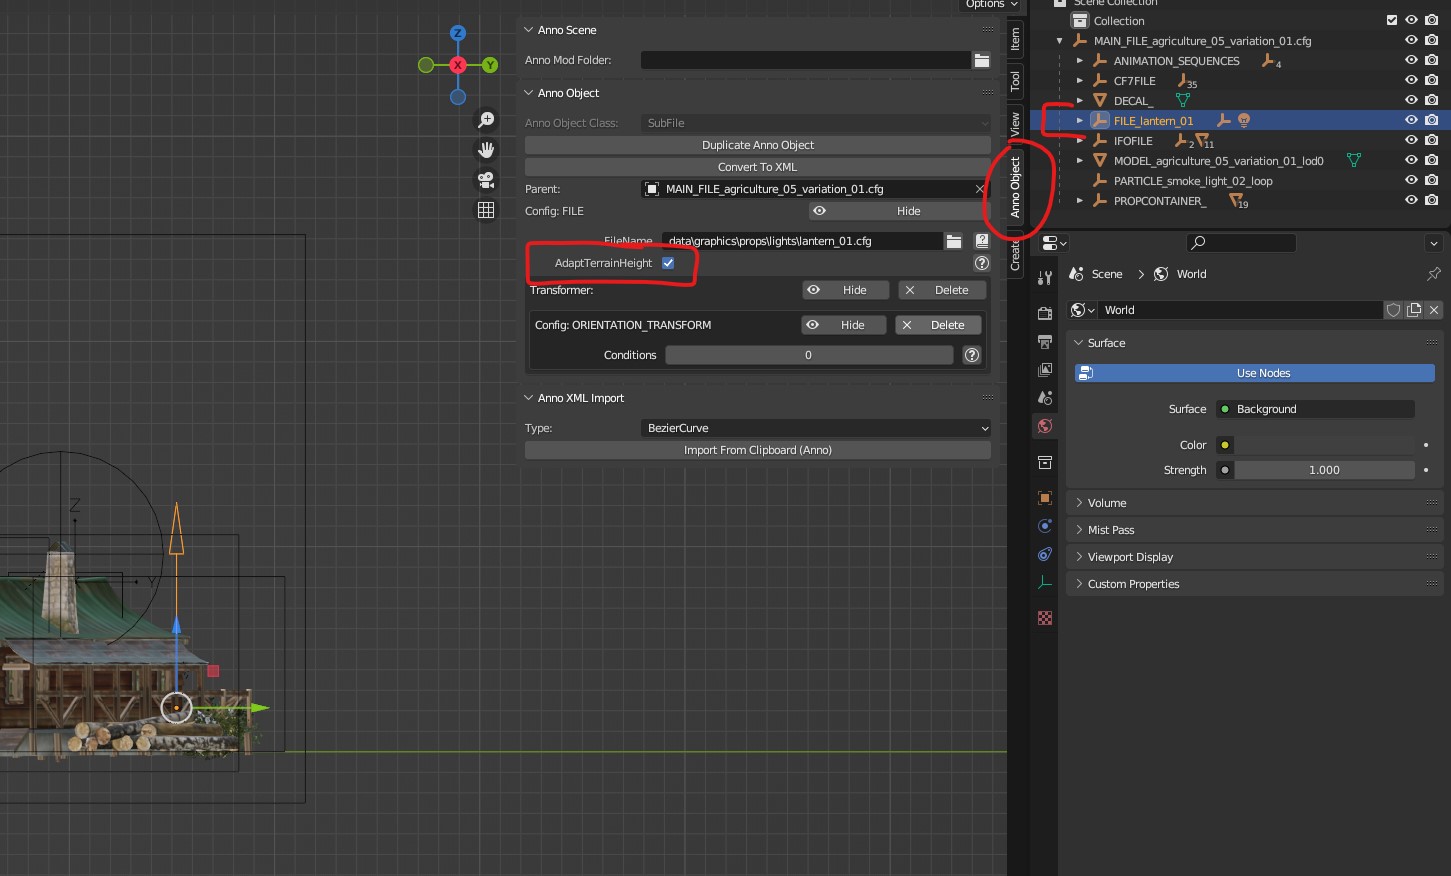 Options
Scene Collection
Collection
MAIN_FILE_agriculture_05_variation_01.cfg
ANIMATION_SEQUENCES 4
CF7FILE 35
DECAL_
FILE_lantern_01
IFOFILE 2 11
MODEL_agriculture_05_variation_01_lod0
PARTICLE_smoke_light_02_loop
PROPCONTAINER_ 19
Z
X
Y
Anno Scene
Anno Mod Folder:
Anno Object
Anno Object Class: SubFile
Duplicate Anno Object
Convert To XML
Parent: MAIN_FILE_agriculture_05_variation_01.cfg
Config: FILE Hide
FileName data\graphics\props\lights\lantern_01.cfg
AdaptTerrainHeight
Transformer: Hide Delete
Config: ORIENTATION_TRANSFORM Hide Delete
Conditions 0
Anno XML Import
Type: BezierCurve
Import From Clipboard (Anno)
Item
Tool
View
Anno Object
Create
Scene World
World
Surface
Use Nodes
Surface Background
Color
Strength 1.000
Volume
Mist Pass
Viewport Display
Custom Properties
Z
Y